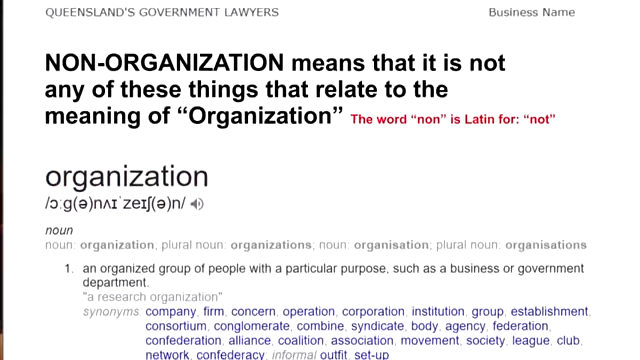 QUEENSLAND'S GOVERNMENT LAWYERS Business Name
NON-ORGANIZATION means that it is not
any of these things that relate to the
meaning of “Organization” The word “non” is Latin for: “not”
organization
/ɔːɡ(ə)nʌɪˈzeɪʃ(ə)n/
noun
noun: organization; plural noun: organizations; noun: organisation; plural noun: organisations
1. an organized group of people with a particular purpose, such as a business or government
department.
"a research organization"
synonyms: company, firm, concern, operation, corporation, institution, group, establishment,
consortium, conglomerate, combine, syndicate, body, agency, federation,
confederation, alliance, coalition, association, movement, society, league, club,
network, confederacy; informal outfit, set-up